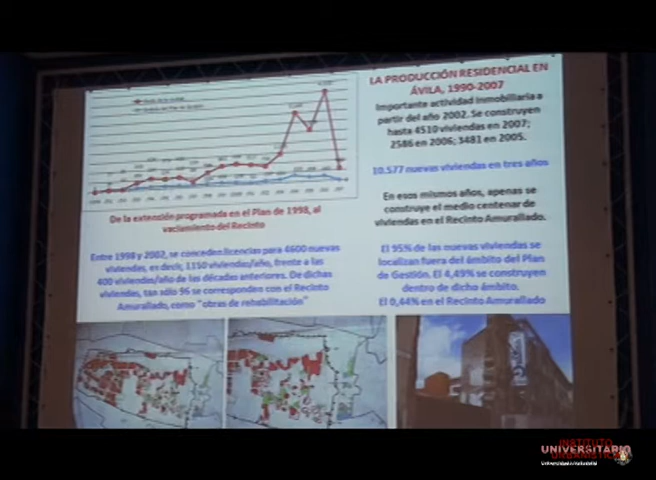 LA PRODUCCIÓN RESIDENCIAL EN
ÁVILA, 1990-2007
Importante actividad inmobiliaria a
partir del año 2002. Se construyen
hasta 4510 viviendas en 2007;
2586 en 2006; 3481 en 2005.
10.577 nuevas viviendas en tres años
En esos mismos años, apenas se
construye el medio centenar de
viviendas en el Recinto Amurallado.
El 95% de las nuevas viviendas se
localizan fuera del ámbito del Plan
de Gestión. El 4,49% se construyen
dentro de dicho ámbito.
El 0,44% en el Recinto Amurallado
De la extensión programada en el Plan de 1998, al
vaciamiento del Recinto
Entre 1998 y 2002, se conceden licencias para 4600 nuevas
viviendas, es decir, 1150 viviendas/año, frente a las
400 viviendas/año de las décadas anteriores. De dichas
viviendas, tan sólo 96 se corresponden con el Recinto
Amurallado, como "obras de rehabilitación"
INSTITUTO
UNIVERSITARIO
URBANÍSTICA
Universidad de Valladolid